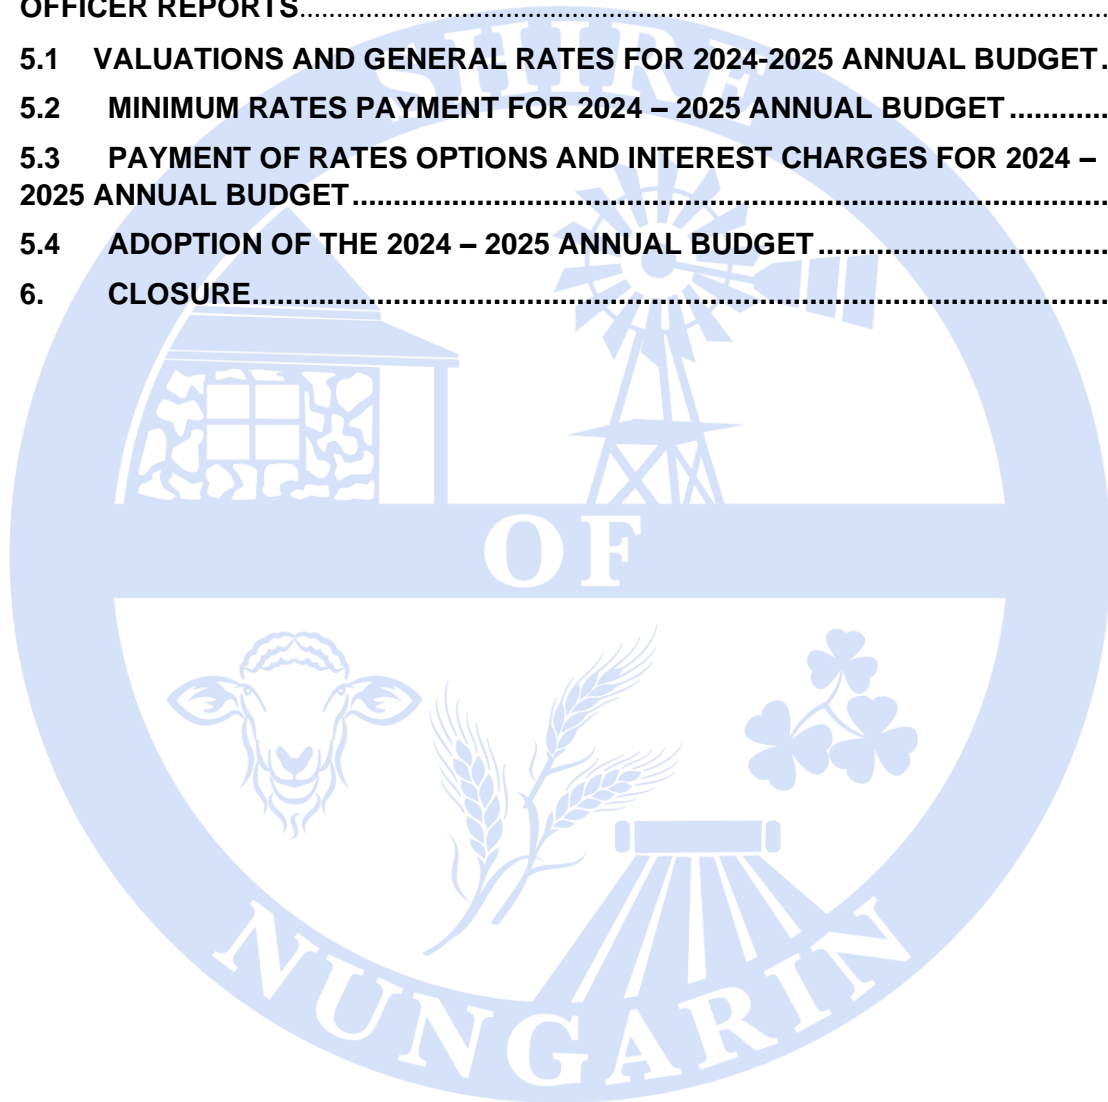 OFFICER REPORTS........................................................................................................
5.1 VALUATIONS AND GENERAL RATES FOR 2024-2025 ANNUAL BUDGET.
5.2 MINIMUM RATES PAYMENT FOR 2024 – 2025 ANNUAL BUDGET ............
5.3 PAYMENT OF RATES OPTIONS AND INTEREST CHARGES FOR 2024 –
2025 ANNUAL BUDGET...........................................................................................
5.4 ADOPTION OF THE 2024 – 2025 ANNUAL BUDGET ...................................
6. CLOSURE.......................................................................................................
SHIRE
OF
NUNGARIN